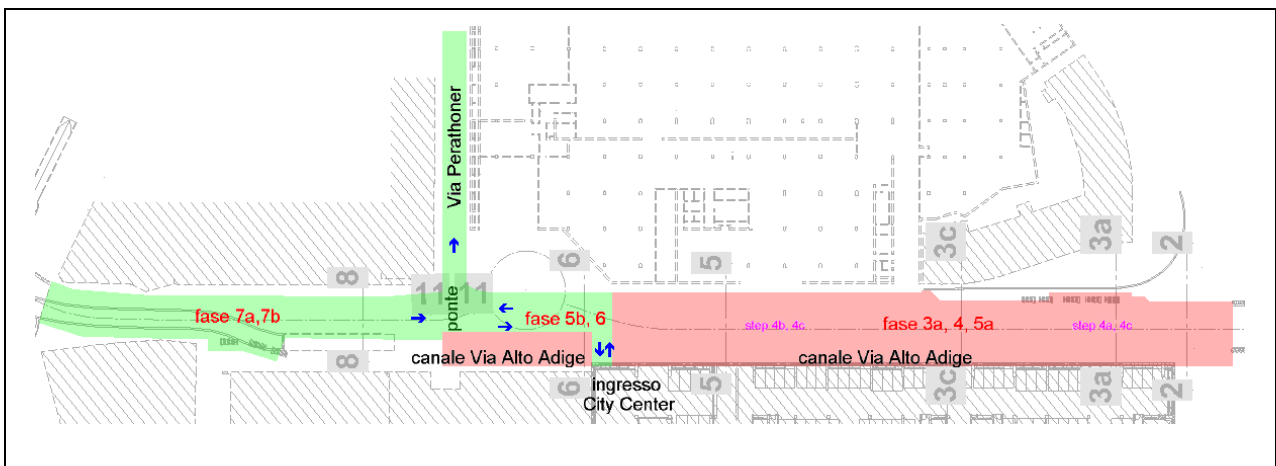 Via Perathoner
6
5
3c
3a
2
8
11
11
ponte
fase 7a,7b
fase 5b, 6
step 4b, 4c
fase 3a, 4, 5a
step 4a, 4c
8
canale Via Alto Adige
canale Via Alto Adige
6
ingresso
City Center
5
3c
3a
2